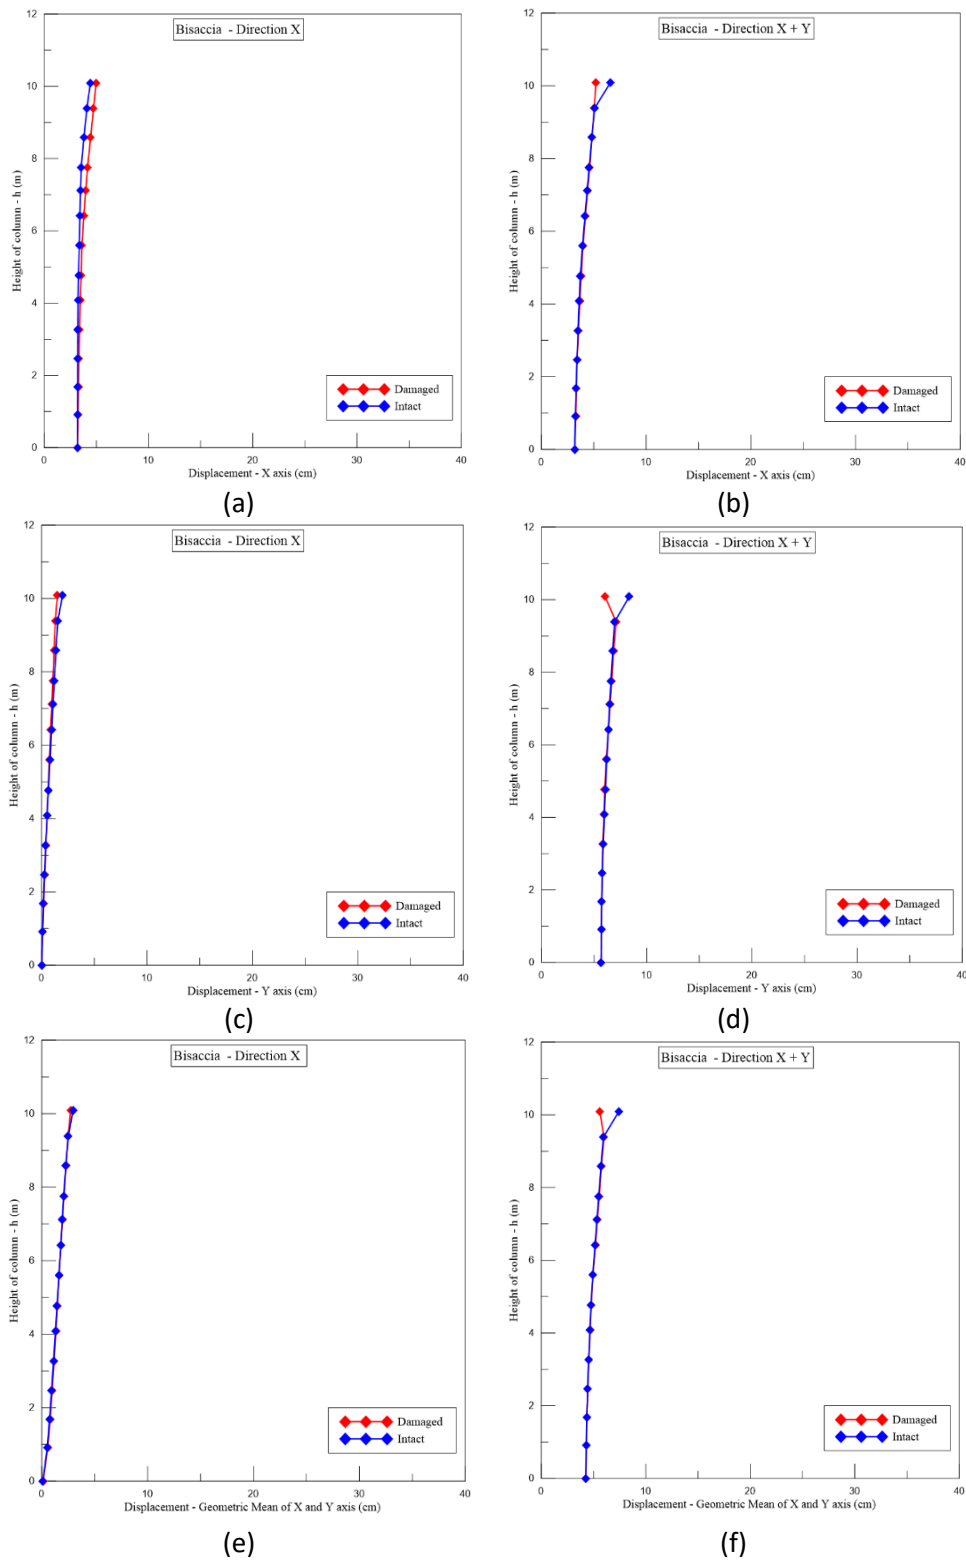 Bisaccia - Direction X
12
10
8
6
4
2
0
Height of column - h (m)
Damaged
Intact
0 10 20 30 40
Displacement - X axis (cm)
(a)
Bisaccia - Direction X + Y
12
10
8
6
4
2
0
Height of column - h (m)
Damaged
Intact
0 10 20 30 40
Displacement - X axis (cm)
(b)
Bisaccia - Direction X
12
10
8
6
4
2
0
Height of column - h (m)
Damaged
Intact
0 10 20 30 40
Displacement - Y axis (cm)
(c)
Bisaccia - Direction X + Y
12
10
8
6
4
2
0
Height of column - h (m)
Damaged
Intact
0 10 20 30 40
Displacement - Y axis (cm)
(d)
Bisaccia - Direction X
12
10
8
6
4
2
0
Height of column - h (m)
Damaged
Intact
0 10 20 30 40
Displacement - Geometric Mean of X and Y axis (cm)
(e)
Bisaccia - Direction X + Y
12
10
8
6
4
2
0
Height of column - h (m)
Damaged
Intact
0 10 20 30 40
Displacement - Geometric Mean of X and Y axis (cm)
(f)